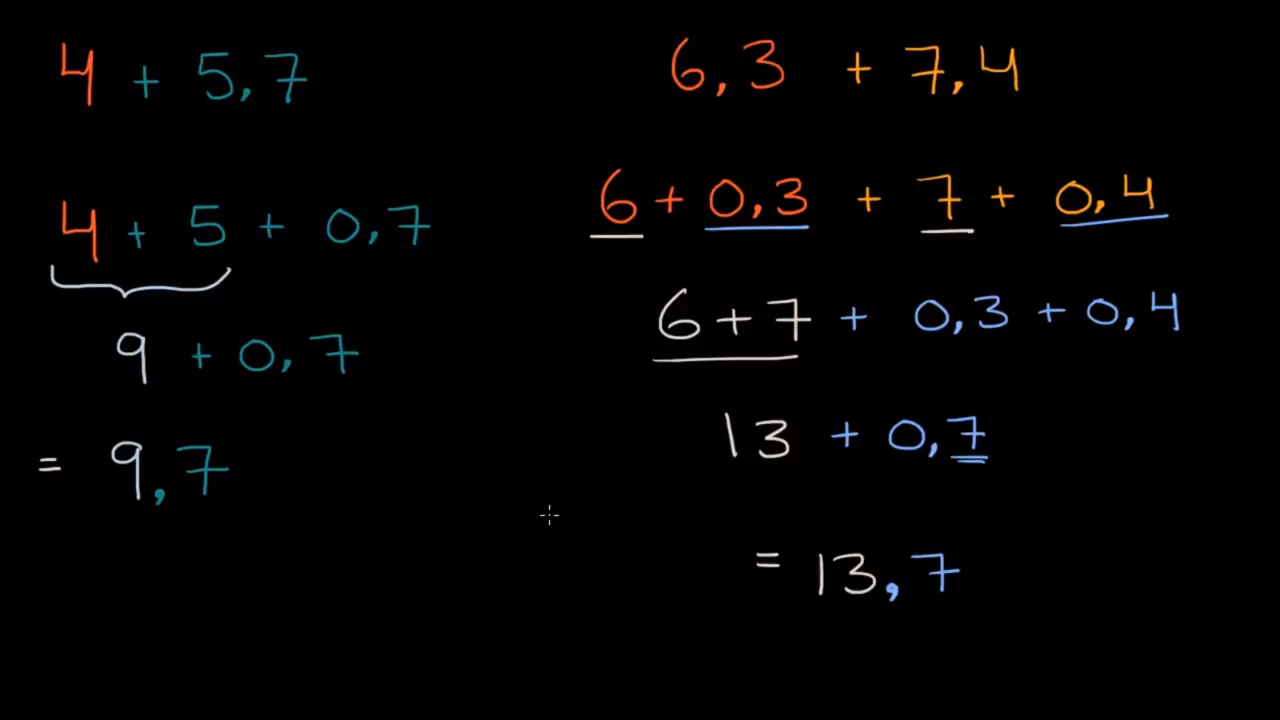 4 + 5,7
4 + 5 + 0,7
9 + 0,7
= 9,7
6,3 + 7,4
6 + 0,3 + 7 + 0,4
6 + 7 + 0,3 + 0,4
13 + 0,7
= 13,7